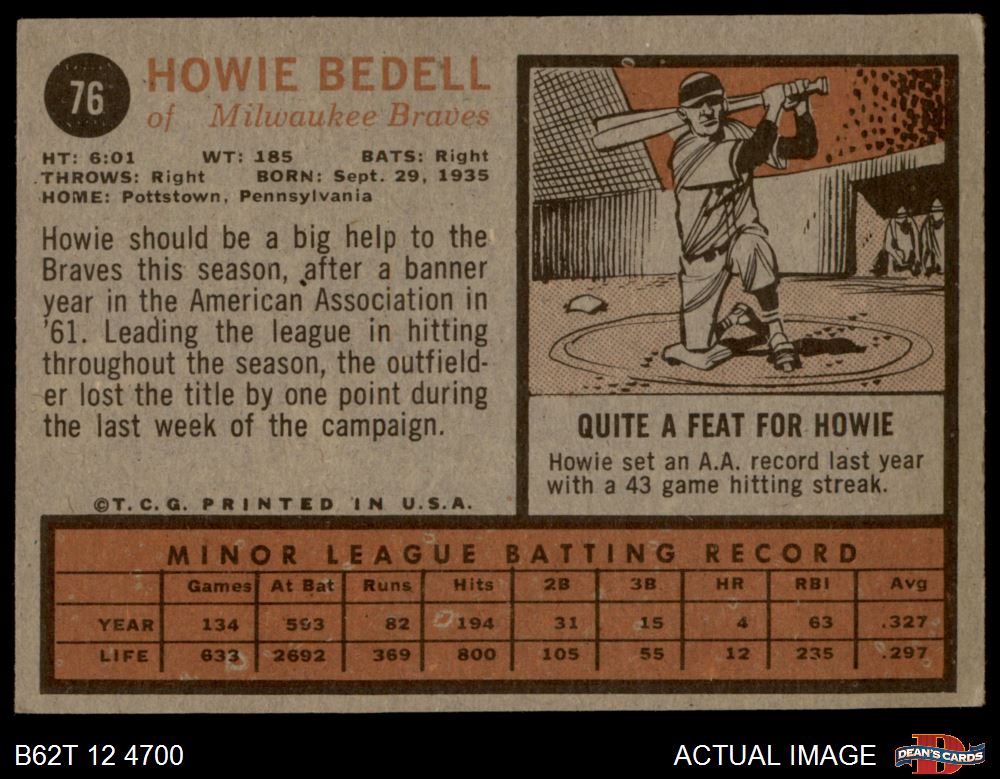 76
HOWIE BEDELL
of Milwaukee Braves
HT: 6:01 WT: 185 BATS: Right
THROWS: Right BORN: Sept. 29, 1935
HOME: Pottstown, Pennsylvania
Howie should be a big help to the
Braves this season, after a banner
year in the American Association in
'61. Leading the league in hitting
throughout the season, the outfield-
er lost the title by one point during
the last week of the campaign.
©T.C.G. PRINTED IN U.S.A.
QUITE A FEAT FOR HOWIE
Howie set an A.A. record last year
with a 43 game hitting streak.
MINOR LEAGUE BATTING RECORD
Games At Bat Runs Hits 2B 3B HR RBI Avg
YEAR 134 593 82 194 31 15 4 63 .327
LIFE 633 2692 369 800 105 55 12 235 .297
B62T 12 4700
ACTUAL IMAGE
D
DEAN'S CARDS